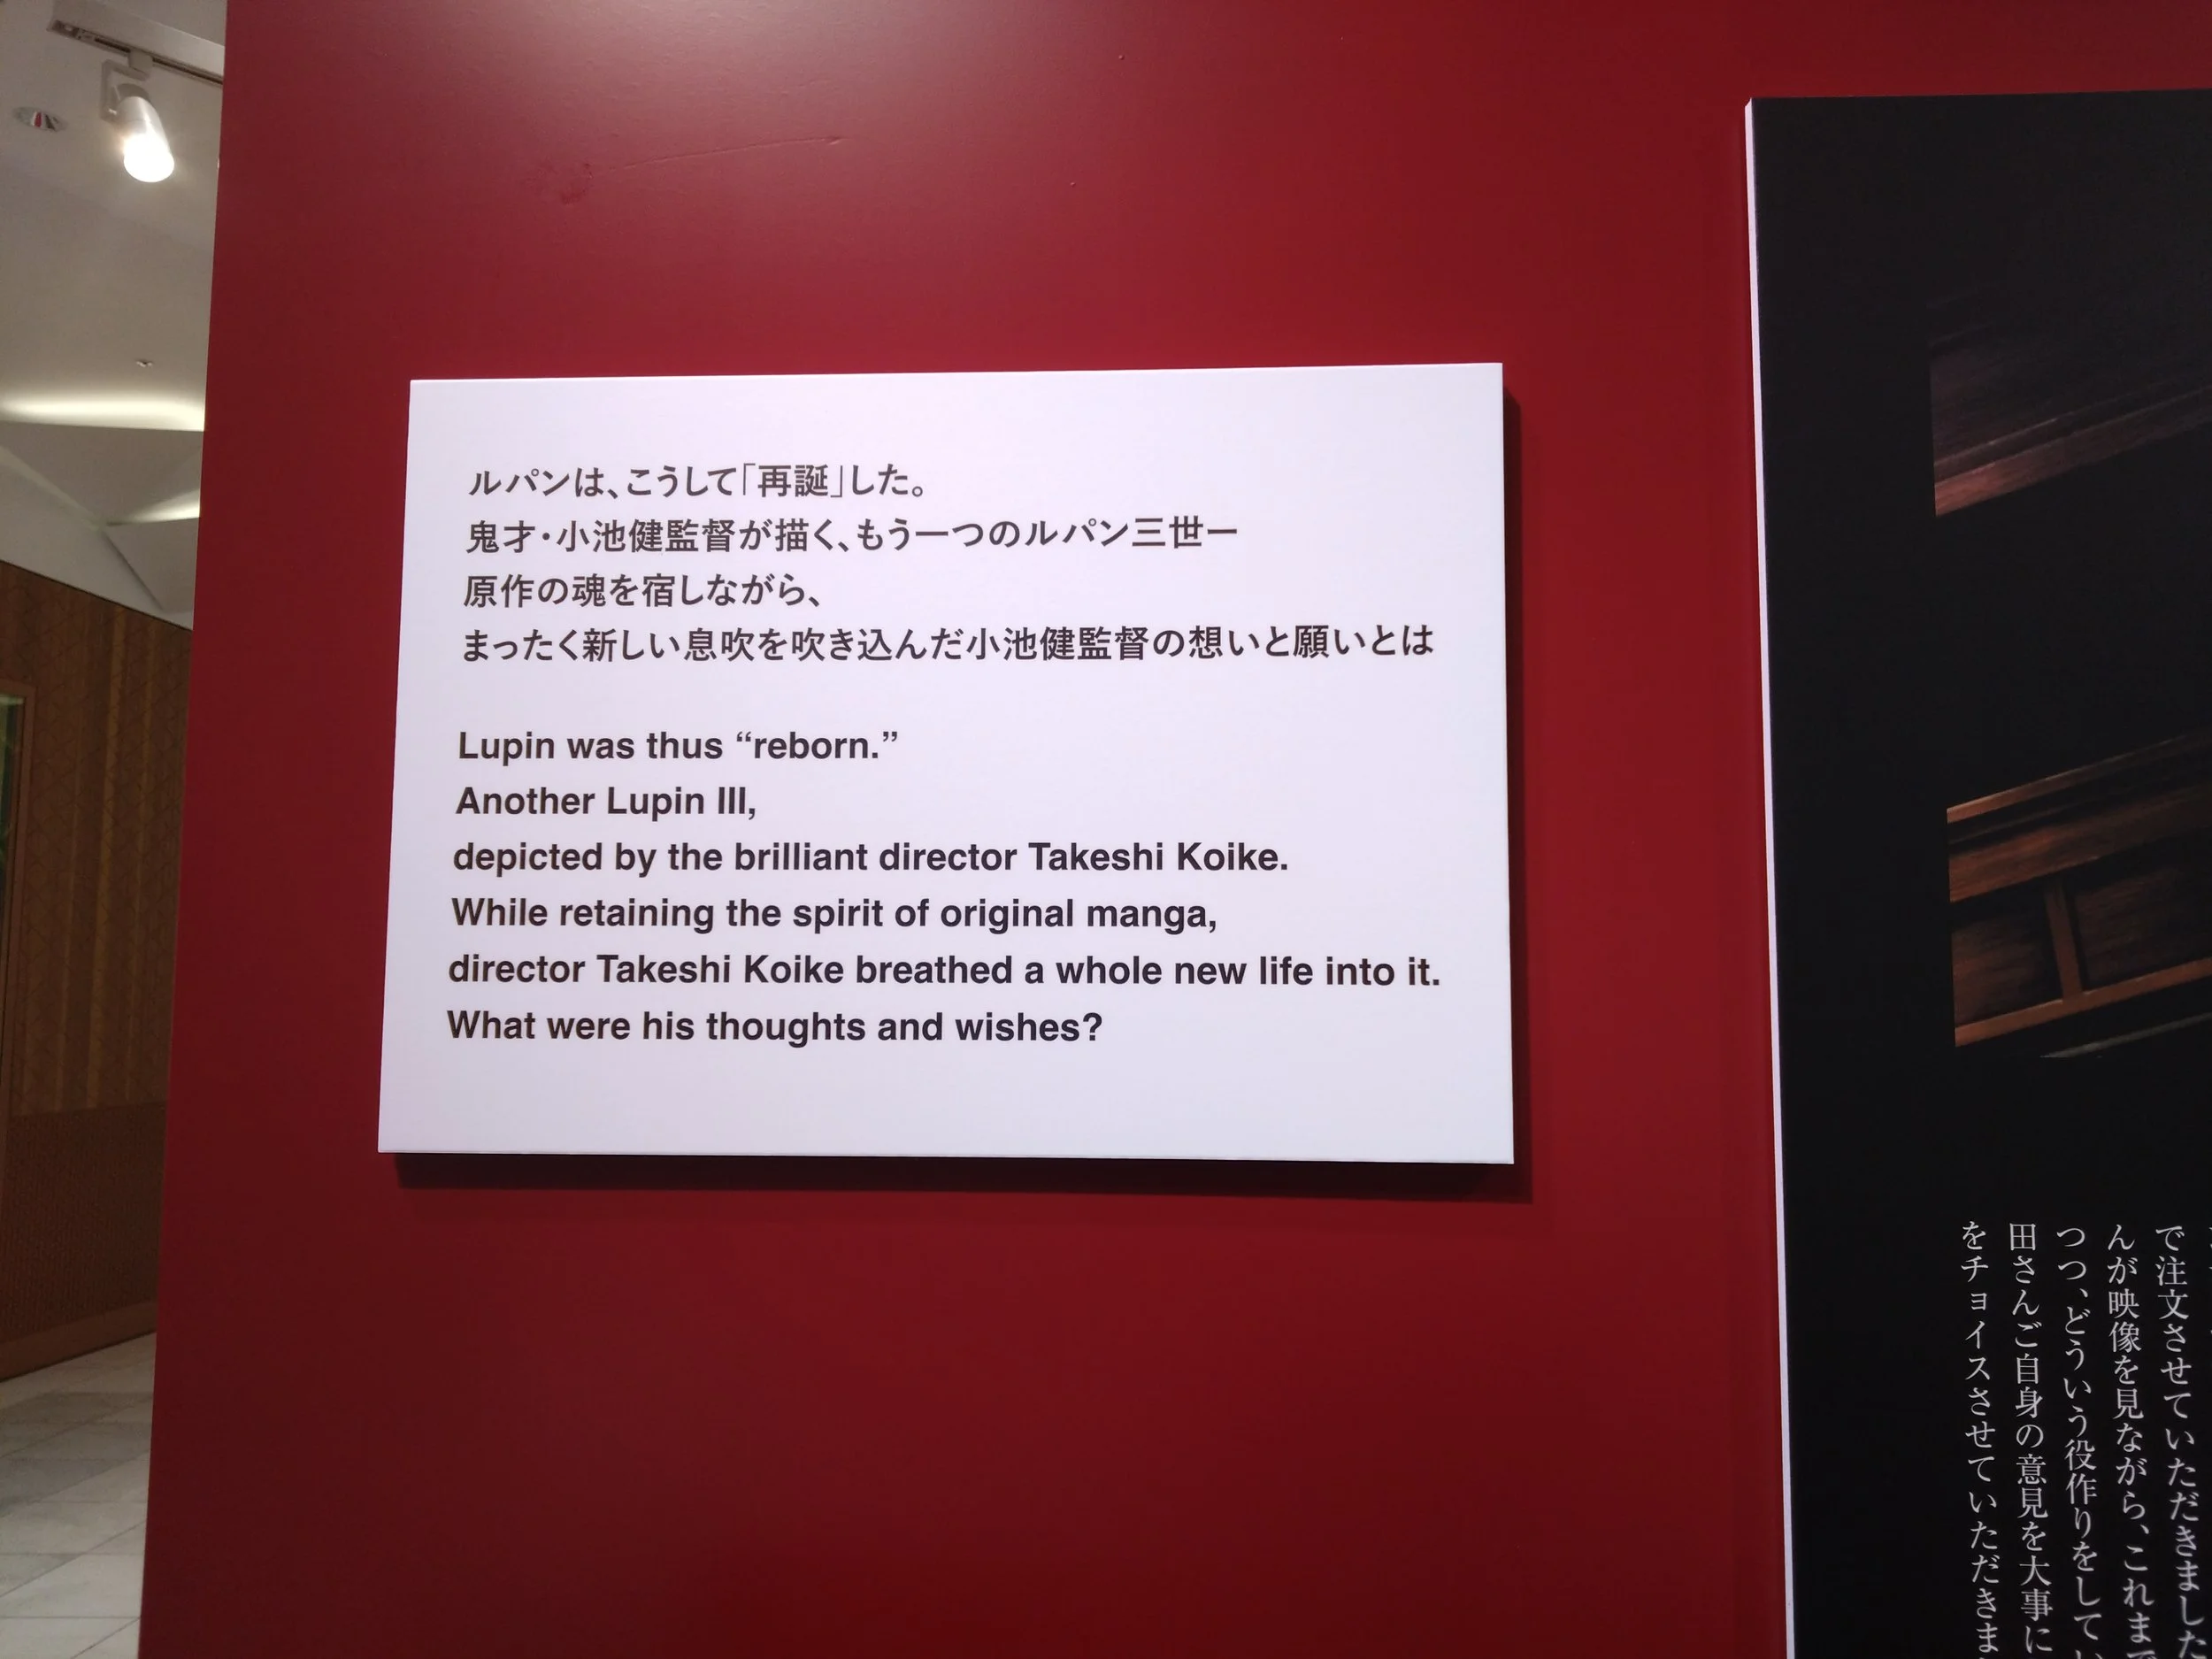 ルパンは、こうして「再誕」した。
鬼才・小池健監督が描く、もう一つのルパン三世ー
原作の魂を宿しながら、
まったく新しい息吹を吹き込んだ小池健監督の想いと願いとは
Lupin was thus “reborn.”
Another Lupin III,
depicted by the brilliant director Takeshi Koike.
While retaining the spirit of original manga,
director Takeshi Koike breathed a whole new life into it.
What were his thoughts and wishes?
で注文させていただきました
んが映像を見ながら、これまで
つつ、どういう役作りをして
田さんご自身の意見を大事に
をチョイスさせていただきま